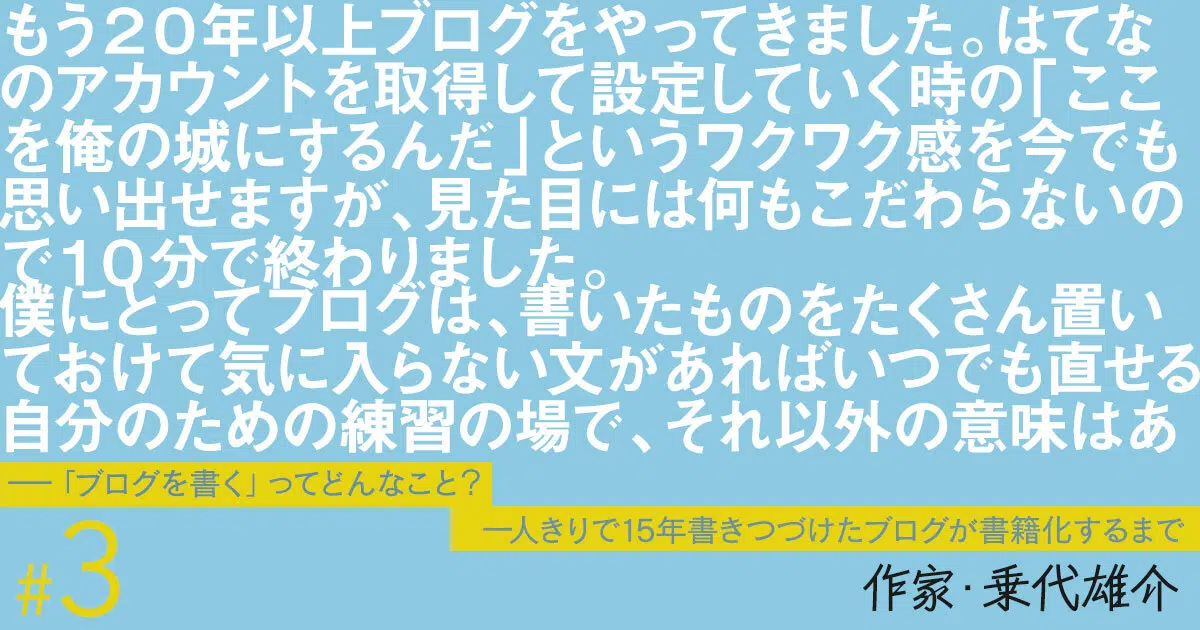 もう20年以上ブログをやってきました。はてな
のアカウントを取得して設定していく時の「ここ
を俺の城にするんだ」というワクワク感を今でも
思い出せますが、見た目には何もこだわらないの
で10分で終わりました。
僕にとってブログは、書いたものをたくさん置い
ておけて気に入らない文があればいつでも直せる
自分のための練習の場で、それ以外の意味はあ
―「ブログを書く」ってどんなこと?
一人きりで15年書きつづけたブログが書籍化するまで
#3
作家・乗代雄介